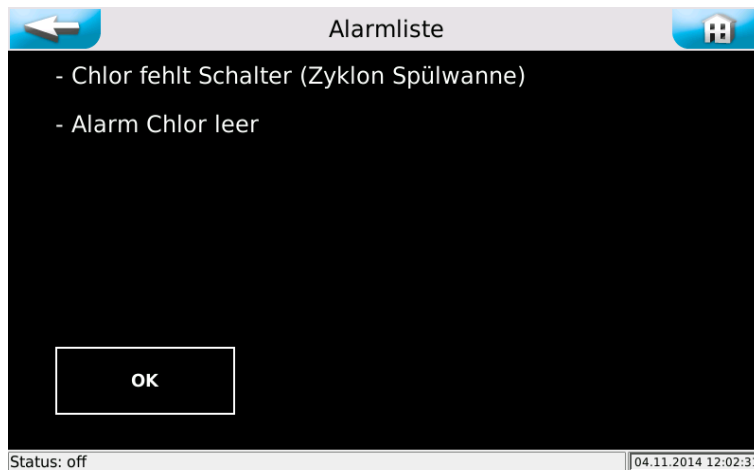 Alarmliste
- Chlor fehlt Schalter (Zyklon Spülwanne)
- Alarm Chlor leer
OK
Status: off
04.11.2014 12:02:3